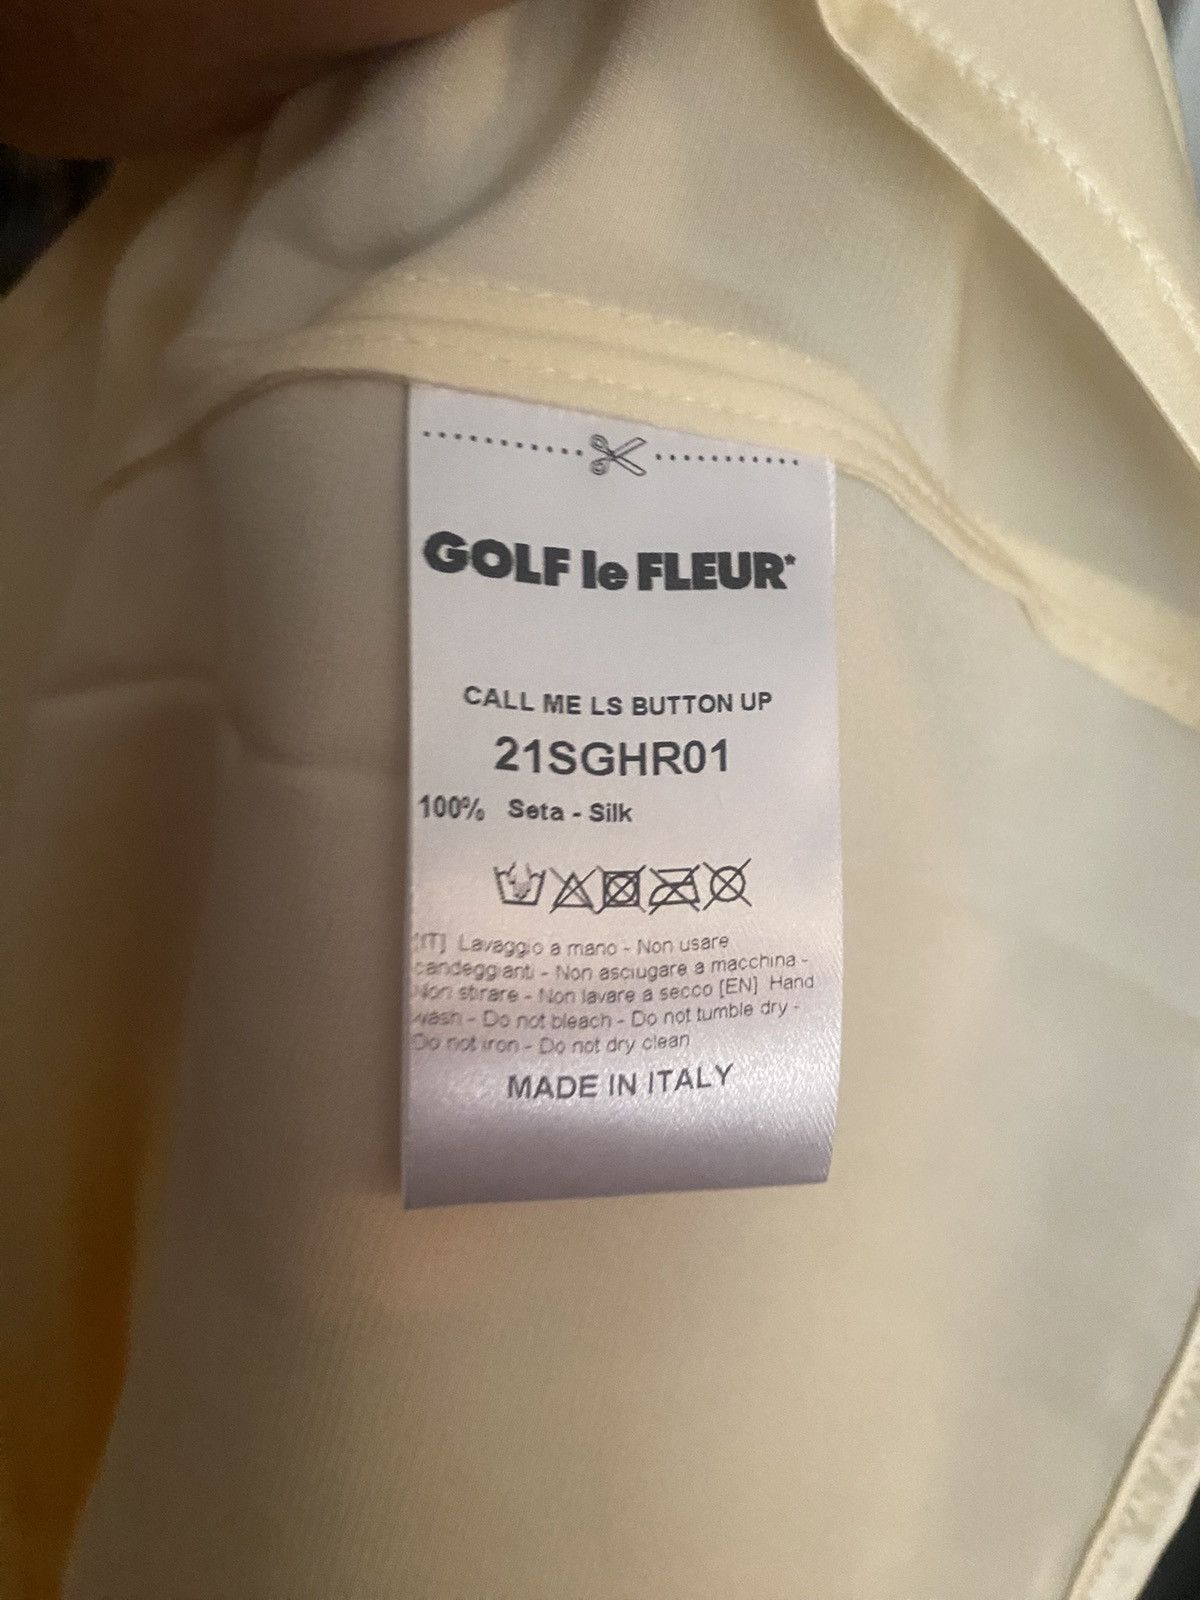 GOLF le FLEUR*
CALL ME LS BUTTON UP
21SGHR01
100% Seta - Silk
[IT] Lavaggio a mano - Non usare
candeggianti - Non asciugare a macchina -
Non stirare - Non lavare a secco [EN] Hand
wash - Do not bleach - Do not tumble dry -
Do not iron - Do not dry clean
MADE IN ITALY